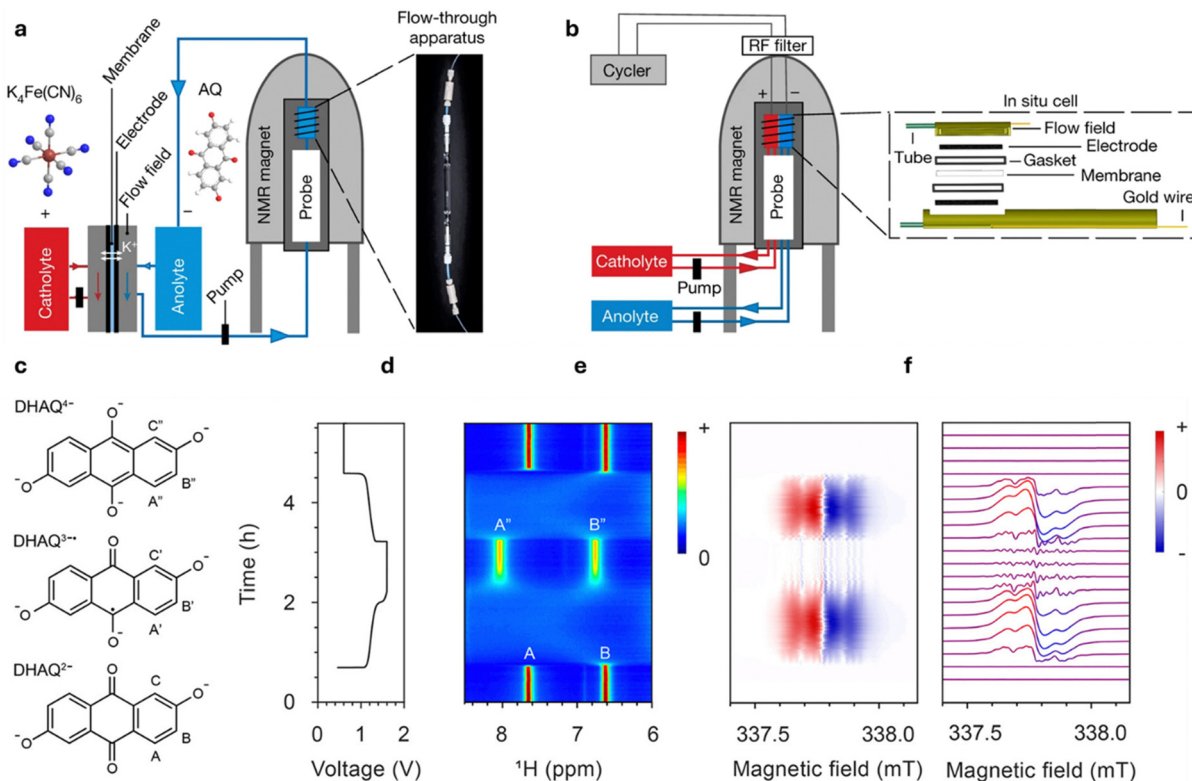 a
Flow-through
apparatus
Membrane
K₄Fe(CN)₆
Electrode
AQ
Flow field
+
−
K⁺
Catholyte
Anolyte
Pump
NMR magnet
Probe
b
RF filter
Cycler
+
−
NMR magnet
Probe
Catholyte
Pump
Anolyte
In situ cell
Flow field
Electrode
Tube
Gasket
Membrane
Gold wire
c
DHAQ⁴⁻
O⁻
C"
O⁻
B"
⁻O
A"
O⁻
DHAQ³⁻•
O
C'
O⁻
B'
⁻O
A'
O⁻
DHAQ²⁻
O
C
O⁻
B
⁻O
A
O
d
Time (h)
4
2
0
0 1 2
Voltage (V)
A" B"
A B
8 7 6
¹H (ppm)
e
+
0
337.5 338.0
Magnetic field (mT)
f
+
0
-
337.5 338.0
Magnetic field (mT)